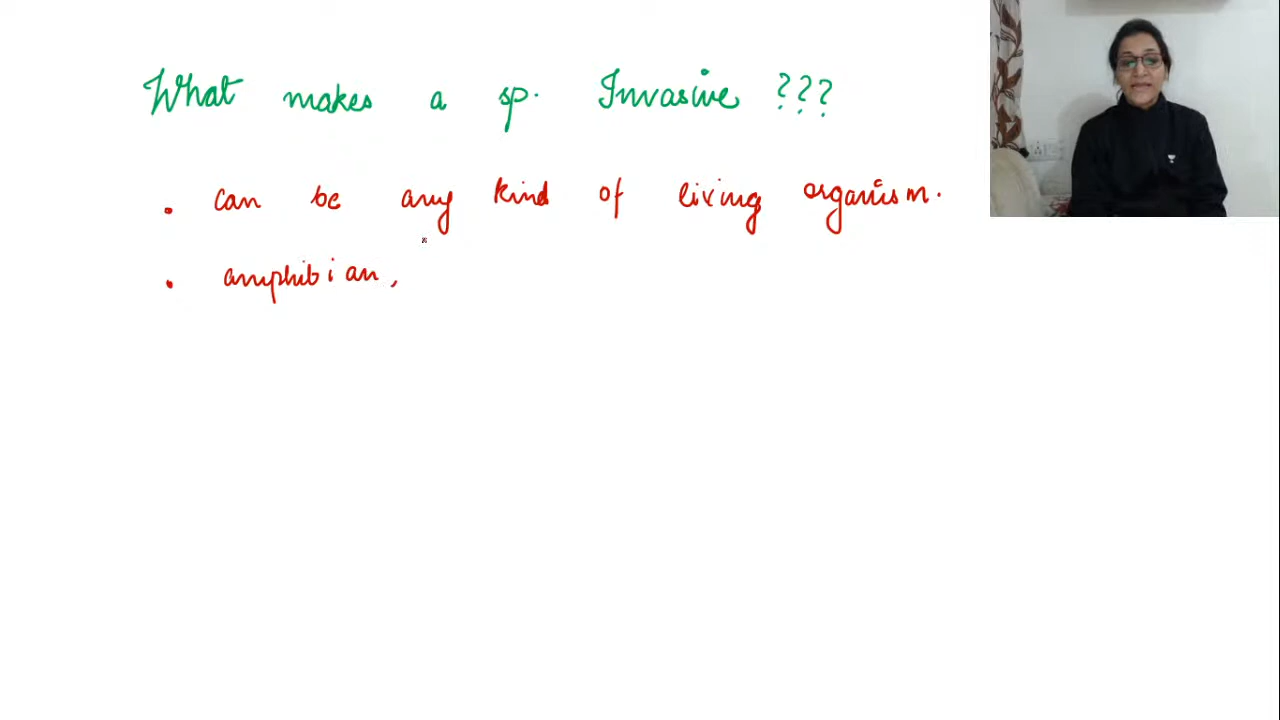 What makes a sp. Invasive ???
. can be any kind of living organism.
. amphibian,